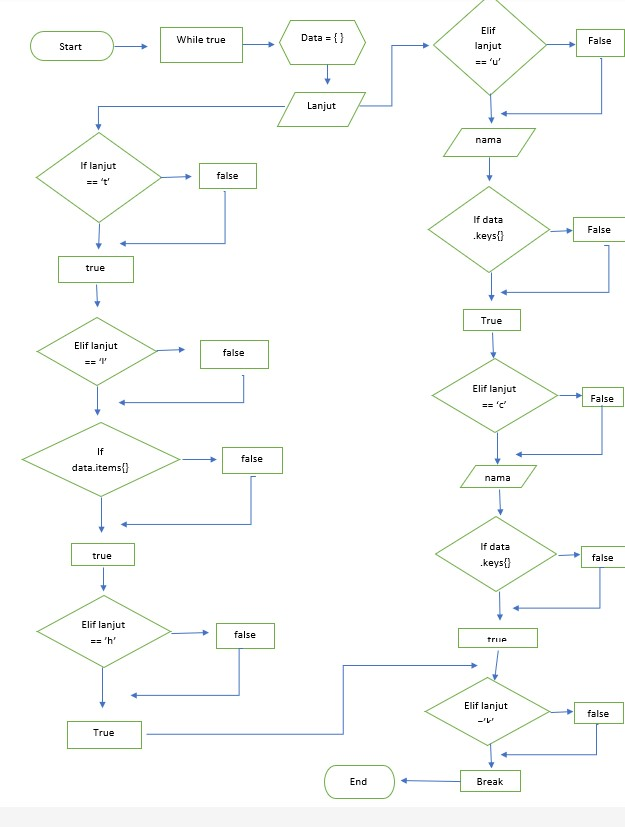 Start
While true
Data = { }
Lanjut
If lanjut
== ‘t’
false
true
Elif lanjut
== ‘l’
false
If
data.items{}
false
true
Elif lanjut
== ‘h’
false
True
Elif
lanjut
== ‘u’
False
nama
If data
.keys{}
False
True
Elif lanjut
== ‘c’
False
nama
If data
.keys{}
false
true
Elif lanjut
=‘k’
false
Break
End